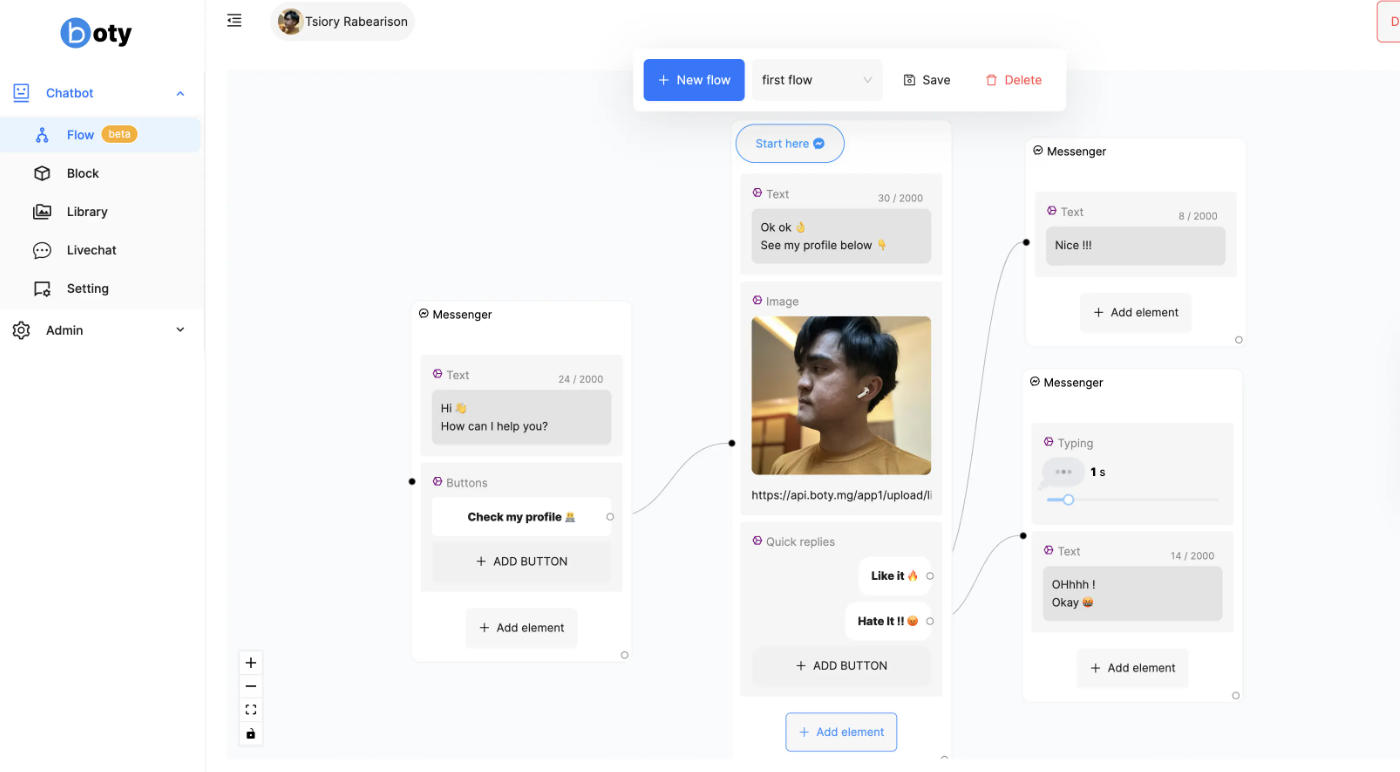 boty
Tsiory Rabearison
D
Chatbot
Flow beta
Block
Library
Livechat
Setting
Admin
+ New flow
first flow
Save
Delete
Messenger
Text
24 / 2000
Hi 👋
How can I help you?
Buttons
Check my profile 🧑‍💻
+ ADD BUTTON
+ Add element
Start here
Text
30 / 2000
Ok ok 👌
See my profile below 👇
Image
https://api.boty.mg/app1/upload/li
Quick replies
Like it 🔥
Hate It !! 😡
+ ADD BUTTON
+ Add element
Messenger
Text
8 / 2000
Nice !!!
+ Add element
Messenger
Typing
1 s
Text
14 / 2000
OHhhh !
Okay 🤬
+ Add element